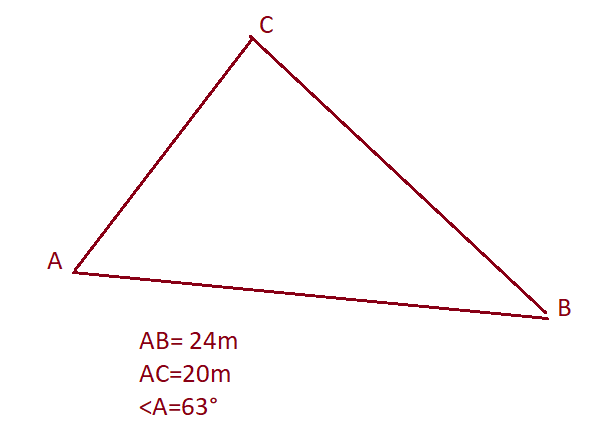 C
A
B
AB= 24m
AC=20m
<A=63°